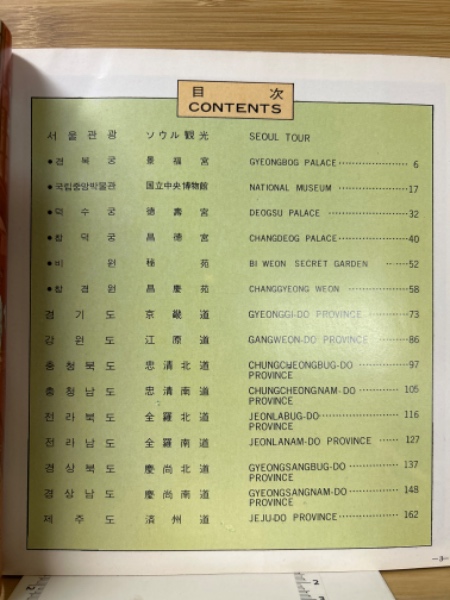 目 次
CONTENTS
서 울 관 광 ソウル観光 SEOUL TOUR
●경 복 궁 景 福 宮 GYEONGBOG PALACE 6
●국립중앙박물관 国立中央博物館 NATIONAL MUSEUM 17
●덕 수 궁 德 壽 宮 DEOGSU PALACE 32
●창 덕 궁 昌 德 宮 CHANGDEOG PALACE 40
●비 원 秘 苑 BI WEON SECRET GARDEN 52
●창 경 원 昌 慶 苑 CHANGGYEONG WEON 58
경 기 도 京 畿 道 GYEONGGI-DO PROVINCE 73
강 원 도 江 原 道 GANGWEON-DO PROVINCE 86
충 청 북 도 忠 清 北 道 CHUNGCHEONGBUG-DO 97
PROVINCE
충 청 남 도 忠 清 南 道 CHUNGCHEONGNAM-DO 105
PROVINCE
전 라 북 도 全 羅 北 道 JEONLABUG-DO 116
PROVINCE
전 라 남 도 全 羅 南 道 JEONLANAM-DO PROVINCE 127
경 상 북 도 慶 尚 北 道 GYEONGSANGBUG-DO 137
PROVINCE
경 상 남 도 慶 尚 南 道 GYEONGSANGNAM-DO 148
PROVINCE
제 주 도 済 州 道 JEJU-DO PROVINCE 162
—3—